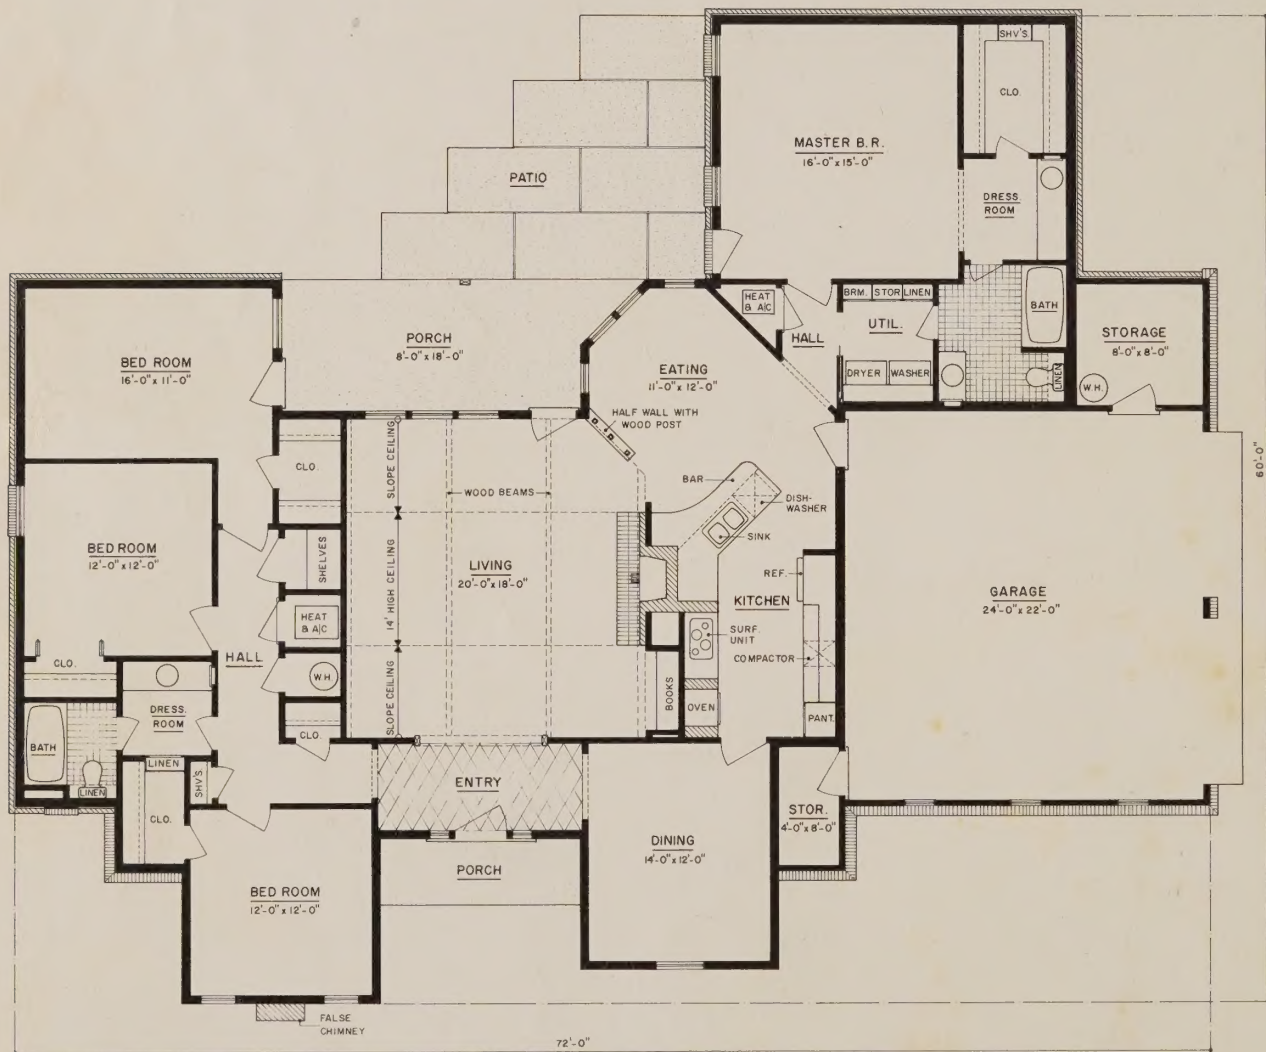 SHV'S.
CLO.
MASTER B.R.
16'-0" x 15'-0"
DRESS.
ROOM
PATIO
HEAT
& A|C
BRM.
STOR
LINEN
BATH
HALL
UTIL.
DRYER
WASHER
LINEN
STORAGE
8'-0" x 8'-0"
W.H.
PORCH
8'-0" x 18'-0"
EATING
11'-0" x 12'-0"
HALF WALL WITH
WOOD POST
BED ROOM
16'-0" x 11'-0"
CLO.
SLOPE CEILING
WOOD BEAMS
BAR
DISH-
WASHER
SINK
60'-0"
BED ROOM
12'-0" x 12'-0"
SHELVES
LIVING
20'-0" x 18'-0"
14' HIGH CEILING
REF.
KITCHEN
GARAGE
24'-0" x 22'-0"
HEAT
& A|C
SURF.
UNIT
COMPACTOR
HALL
CLO.
W.H.
SLOPE CEILING
BOOKS
OVEN
PANT.
DRESS.
ROOM
BATH
CLO.
LINEN
LINEN
SHV'S
CLO.
ENTRY
STOR.
4'-0" x 8'-0"
DINING
14'-0" x 12'-0"
PORCH
BED ROOM
12'-0" x 12'-0"
FALSE
CHIMNEY
72'-0"